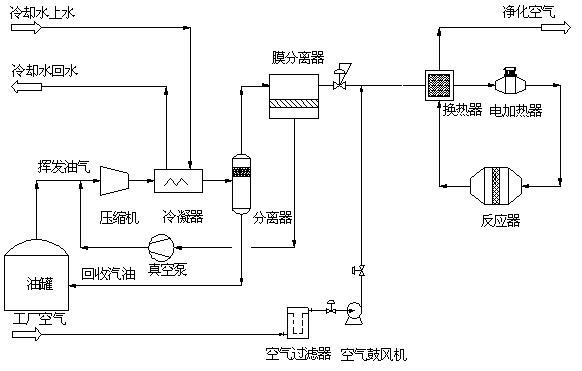 冷却水上水
净化空气
膜分离器
冷却水回水
换热器
电加热器
挥发油气
压缩机
冷凝器
分离器
反应器
真空泵
回收汽油
油罐
工厂空气
空气过滤器
空气鼓风机